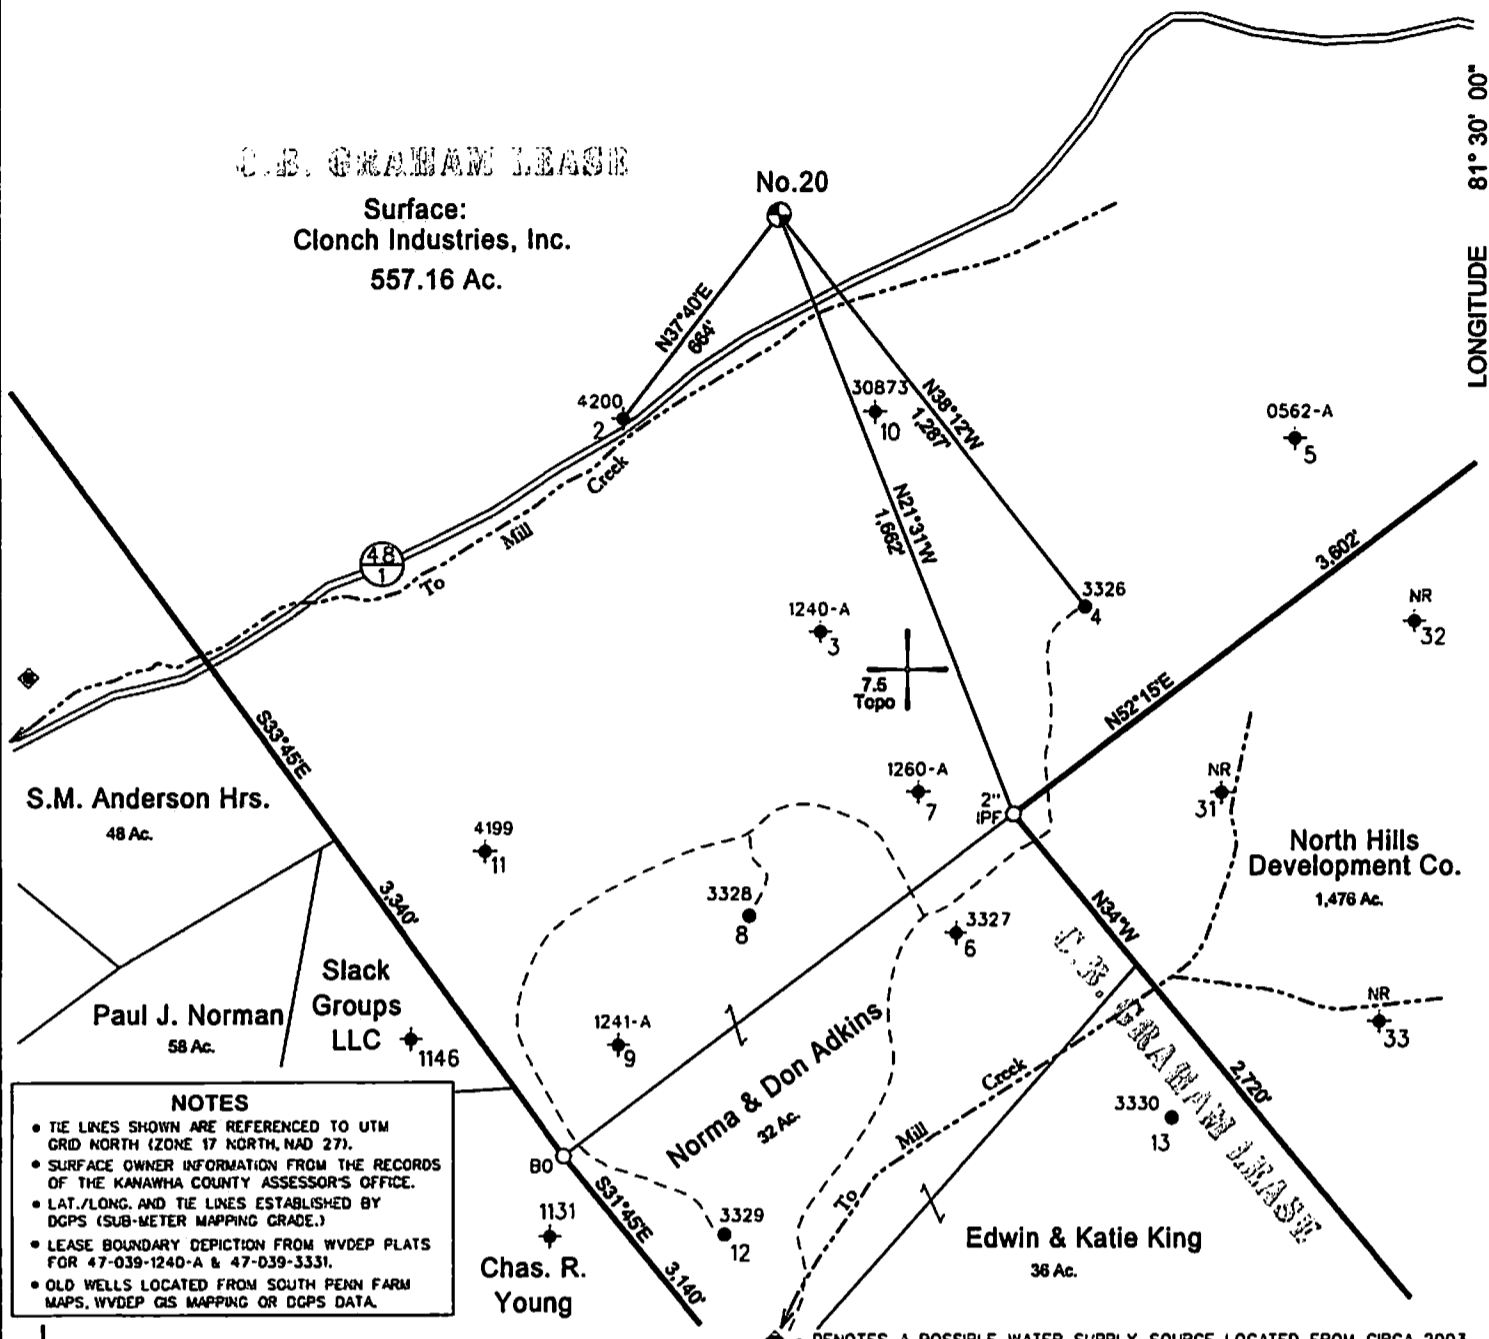 C.B. GRAHAM LEASE
Surface:
Clonch Industries, Inc.
557.16 Ac.
No.20
LONGITUDE 81° 30' 00"
N37°40'E
664'
4200
2
30873
10
N38°12'W
1,287'
0562-A
5
N21°31'W
1,662'
Creek
Mill
To
48
1
3326
4
1240-A
3
7.5
Topo
3,602'
NR
32
N52°15'E
S33°45'E
S.M. Anderson Hrs.
48 Ac.
1260-A
7
2"
IPF
NR
31
North Hills
Development Co.
1,476 Ac.
4199
11
3,340'
3328
8
3327
6
N34°W
C.B. GRAHAM LEASE
Slack
Groups
LLC
1146
Paul J. Norman
58 Ac.
1241-A
9
Norma & Don Adkins
32 Ac.
NR
33
Creek
Mill
To
2,720'
3330
13
NOTES
• TIE LINES SHOWN ARE REFERENCED TO UTM
GRID NORTH (ZONE 17 NORTH, NAD 27).
• SURFACE OWNER INFORMATION FROM THE RECORDS
OF THE KANAWHA COUNTY ASSESSOR'S OFFICE.
• LAT./LONG. AND TIE LINES ESTABLISHED BY
DGPS (SUB-METER MAPPING GRADE.)
• LEASE BOUNDARY DEPICTION FROM WVDEP PLATS
FOR 47-039-1240-A & 47-039-3331.
• OLD WELLS LOCATED FROM SOUTH PENN FARM
MAPS, WVDEP GIS MAPPING OR DGPS DATA.
BO
S31°45'E
3,140'
1131
Chas. R.
Young
3329
12
Edwin & Katie King
36 Ac.
DENOTES A POSSIBLE WATER SUPPLY SOURCE LOCATED FROM CIRCA 2003